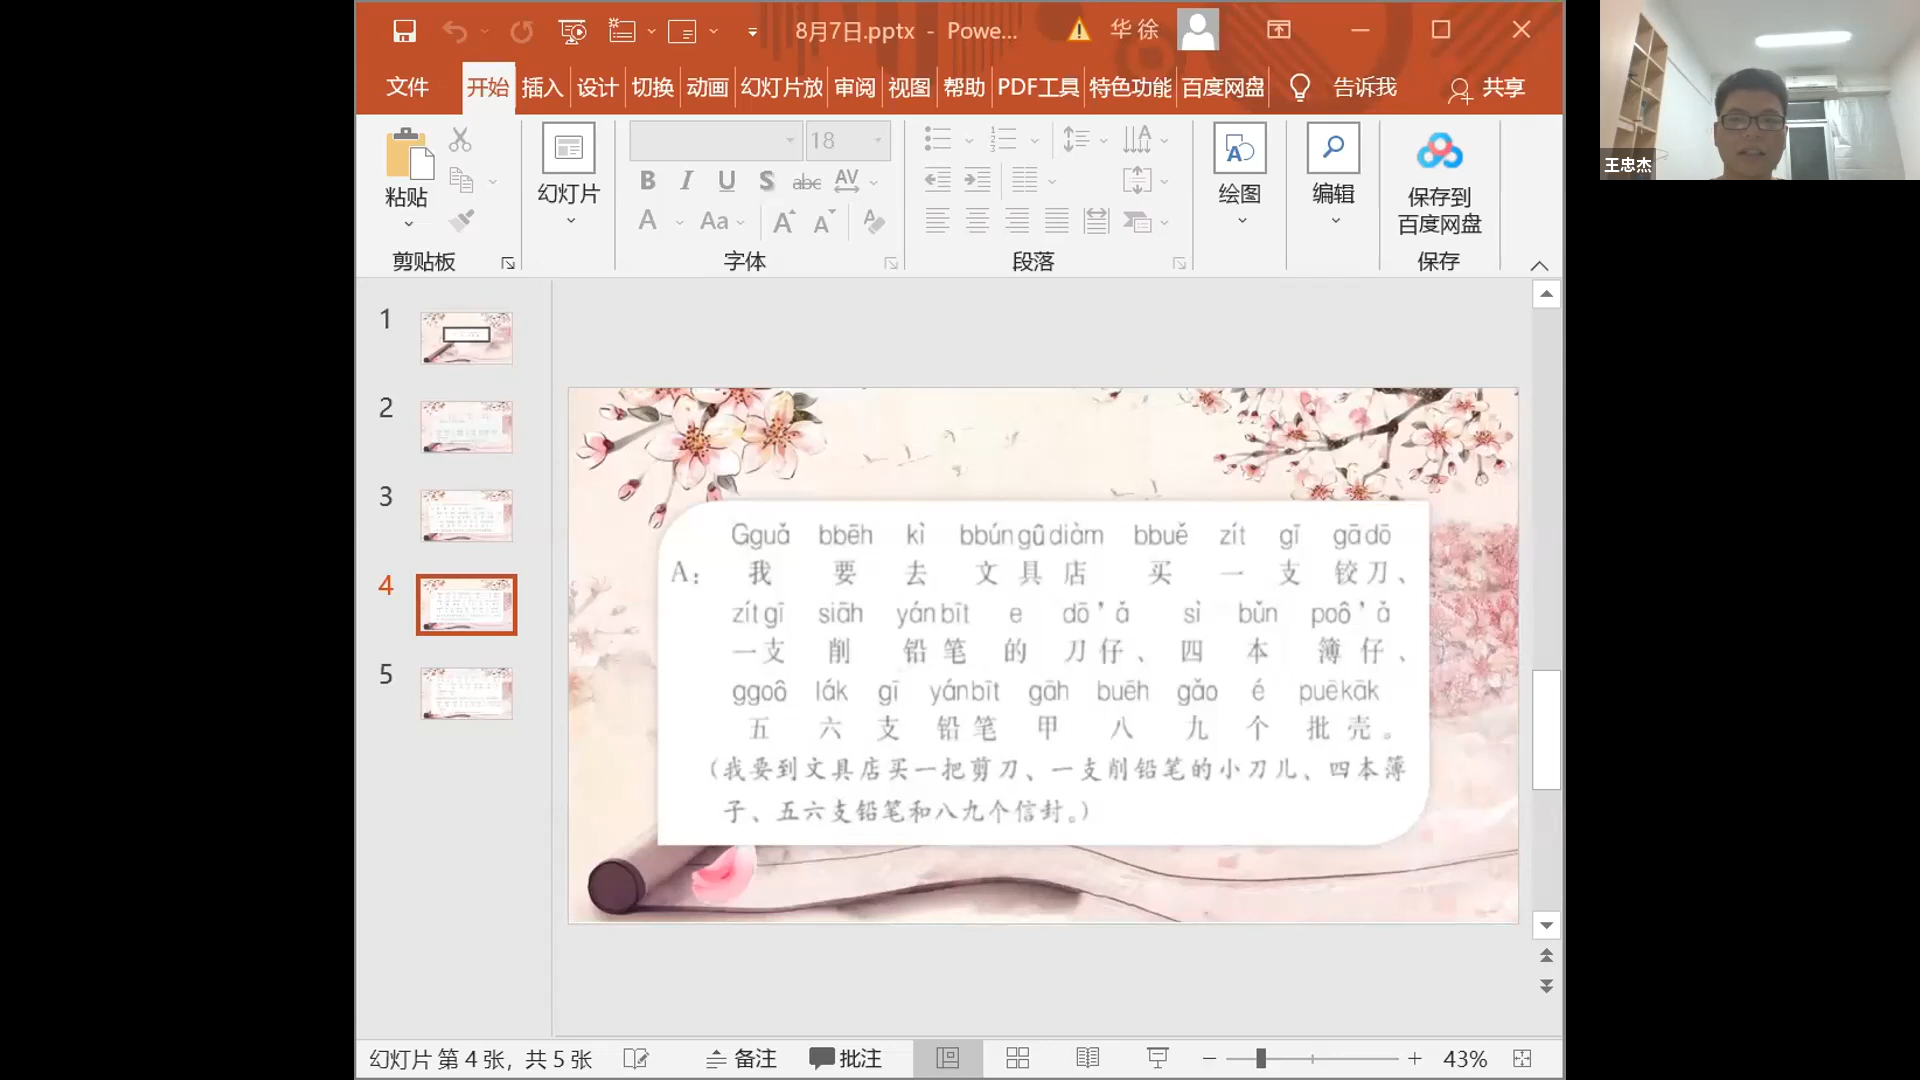 8月7日.pptx - Powe...
华 徐
文件 开始 插入 设计 切换 动画 幻灯片放 审阅 视图 帮助 PDF工具 特色功能 百度网盘 告诉我 共享
粘贴
幻灯片
18
绘图
编辑
保存到
百度网盘
剪贴板
字体
段落
保存
王忠杰
1
2
3
4
5
Gguǎ bbēh kì bbúngûdiàm bbuě zít gī gādō
A: 我 要 去 文具店 买 一 支 铰刀、
zítgī siāh yánbīt e dō'ǎ sì bǔn poô'ǎ
一支 削 铅笔 的 刀仔、四 本 簿仔、
ggoô lák gī yánbīt gāh buēh gǎo é puēkāk
五 六 支 铅笔 甲 八 九 个 批壳。
(我要到文具店买一把剪刀、一支削铅笔的小刀儿、四本薄
子、五六支铅笔和八九个信封。)
幻灯片 第 4 张，共 5 张 备注 批注 43%